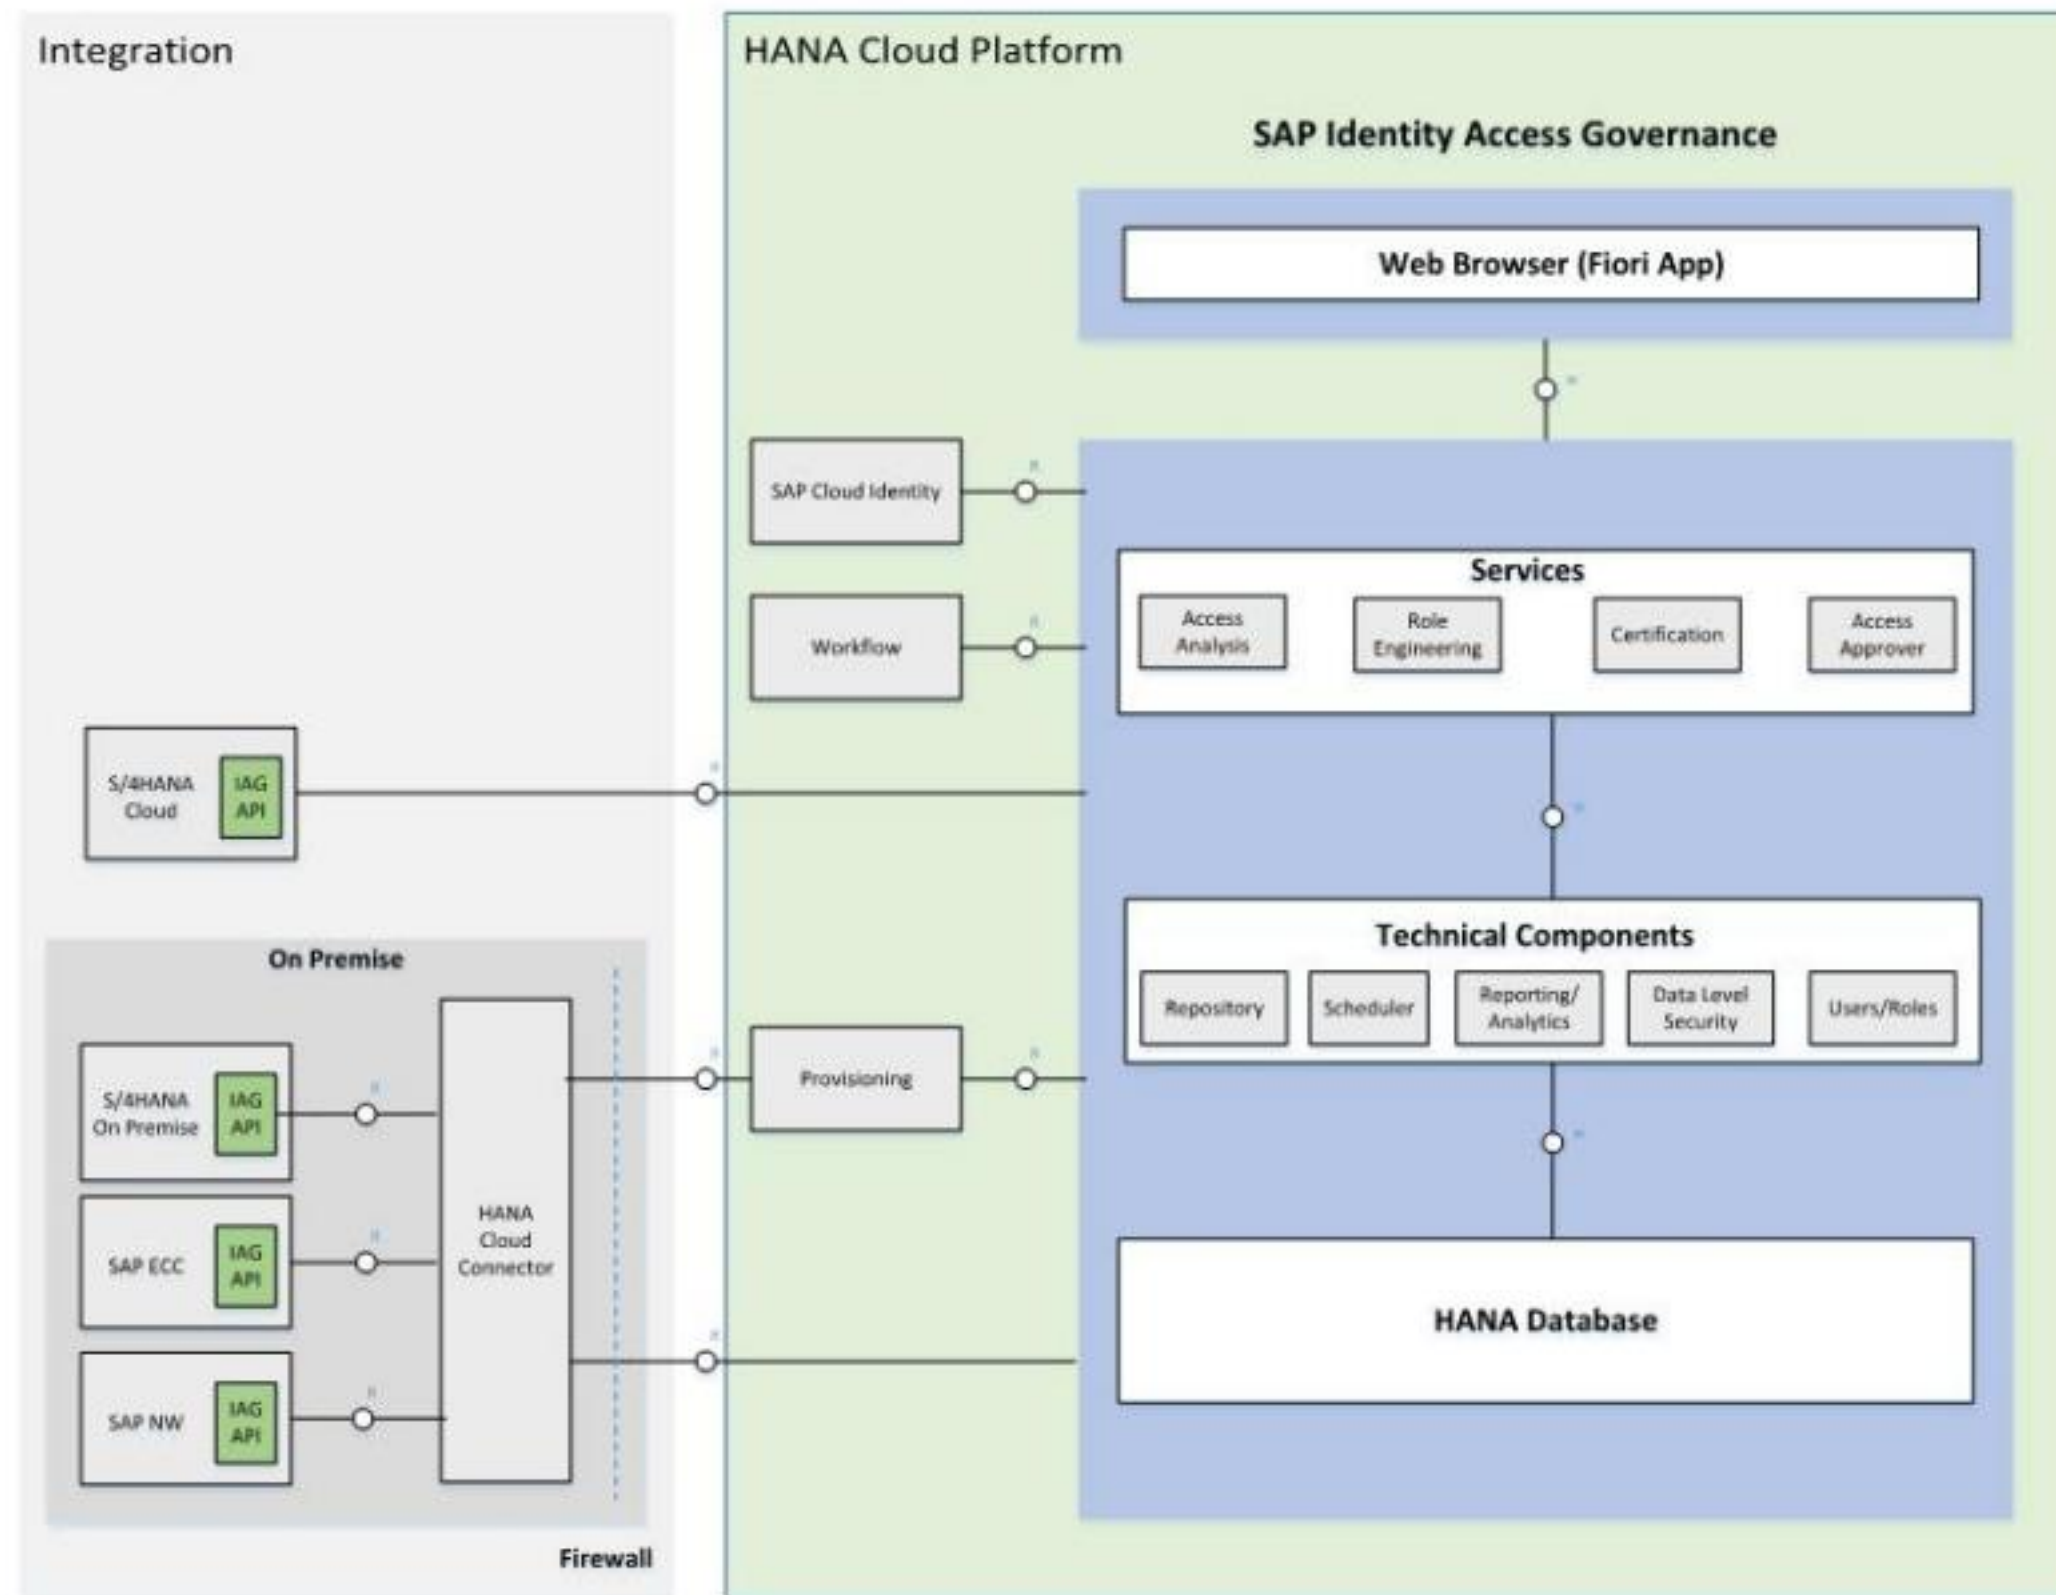 Integration
HANA Cloud Platform
SAP Identity Access Governance
Web Browser (Fiori App)
SAP Cloud Identity
Services
Access
Analysis
Role
Engineering
Certification
Access
Approver
Workflow
S/4HANA
Cloud
IAG
API
Technical Components
Repository
Scheduler
Reporting/
Analytics
Data Level
Security
Users/Roles
On Premise
S/4HANA
On Premise
IAG
API
Provisioning
HANA
Cloud
Connector
SAP ECC
IAG
API
HANA Database
SAP NW
IAG
API
Firewall